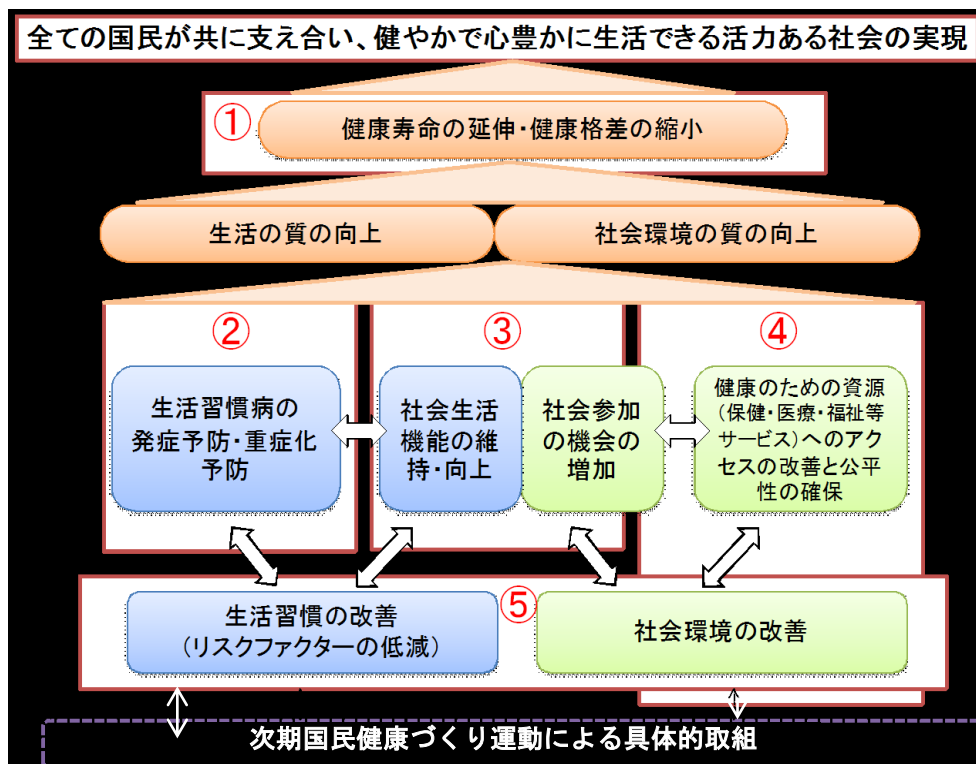 全ての国民が共に支え合い、健やかで心豊かに生活できる活力ある社会の実現
①
健康寿命の延伸・健康格差の縮小
生活の質の向上
社会環境の質の向上
②
生活習慣病の
発症予防・重症化
予防
③
社会生活
機能の維
持・向上
社会参加
の機会の
増加
④
健康のための資源
(保健・医療・福祉等
サービス)へのアク
セスの改善と公平
性の確保
⑤
生活習慣の改善
(リスクファクターの低減)
社会環境の改善
次期国民健康づくり運動による具体的取組